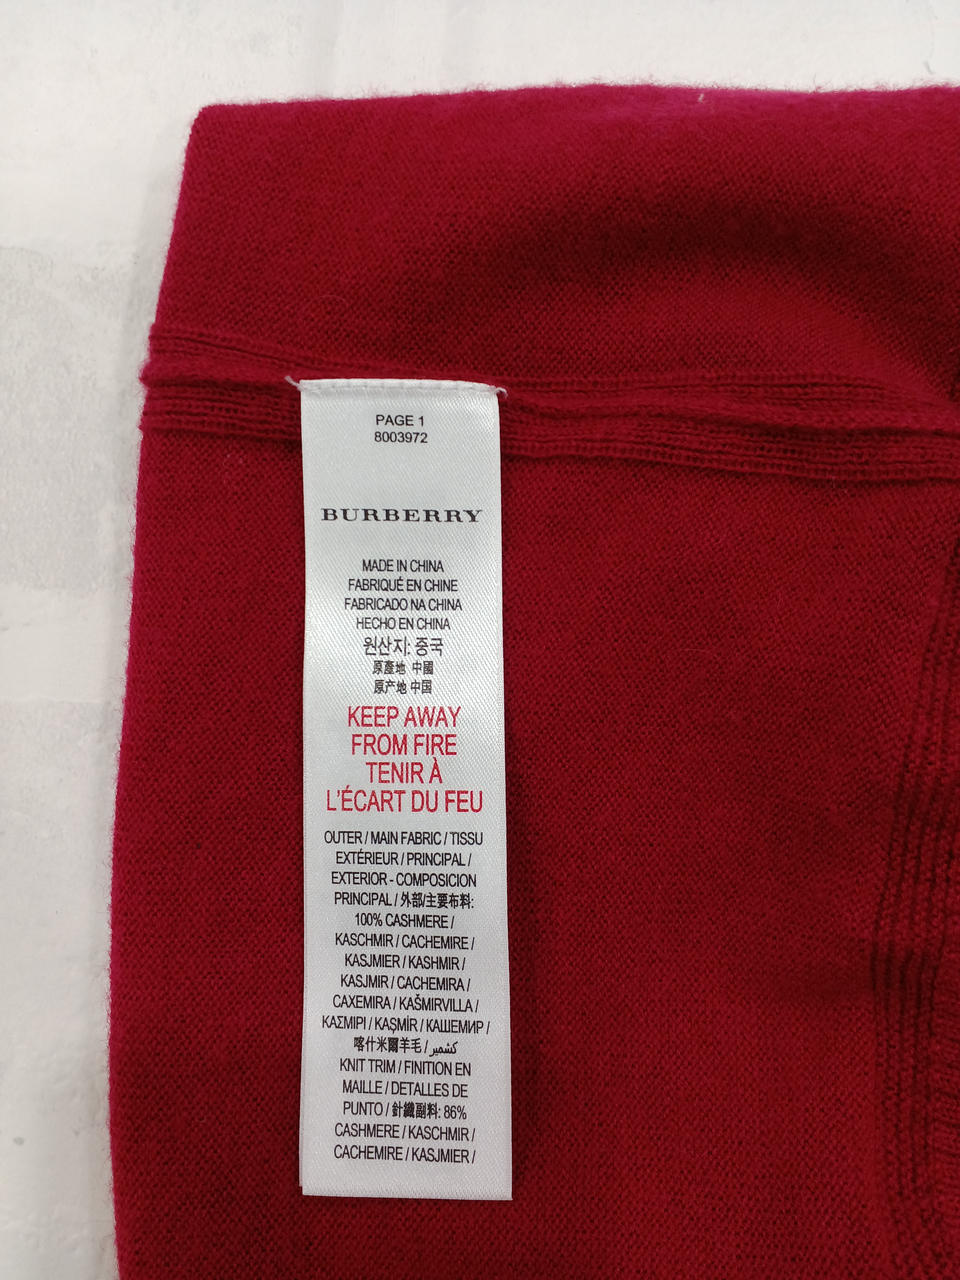 PAGE 1
8003972
BURBERRY
MADE IN CHINA
FABRIQUÉ EN CHINE
FABRICADO NA CHINA
HECHO EN CHINA
원산지: 중국
原產地 中國
原产地 中国
KEEP AWAY
FROM FIRE
TENIR À
L'ÉCART DU FEU
OUTER / MAIN FABRIC / TISSU
EXTÉRIEUR / PRINCIPAL /
EXTERIOR - COMPOSICION
PRINCIPAL / 外部/主要布料:
100% CASHMERE /
KASCHMIR / CACHEMIRE /
KASJMIER / KASHMIR /
KASJMIR / CACHEMIRA /
CAXEMIRA / KAŠMIRVILLA /
ΚΑΣΜΙΡΙ / KAŞMİR / КАШЕМИР /
喀什米爾羊毛 / كشمير
KNIT TRIM / FINITION EN
MAILLE / DETALLES DE
PUNTO / 針織副料: 86%
CASHMERE / KASCHMIR /
CACHEMIRE / KASJMIER /